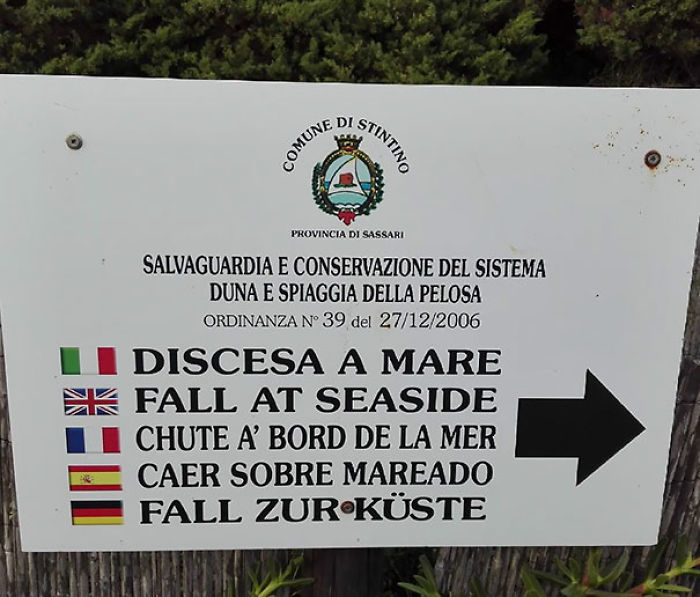 COMUNE DI STINTINO
PROVINCIA DI SASSARI
SALVAGUARDIA E CONSERVAZIONE DEL SISTEMA
DUNA E SPIAGGIA DELLA PELOSA
ORDINANZA N° 39 del 27/12/2006
DISCESA A MARE
FALL AT SEASIDE
CHUTE A' BORD DE LA MER
CAER SOBRE MAREADO
FALL ZUR KÜSTE